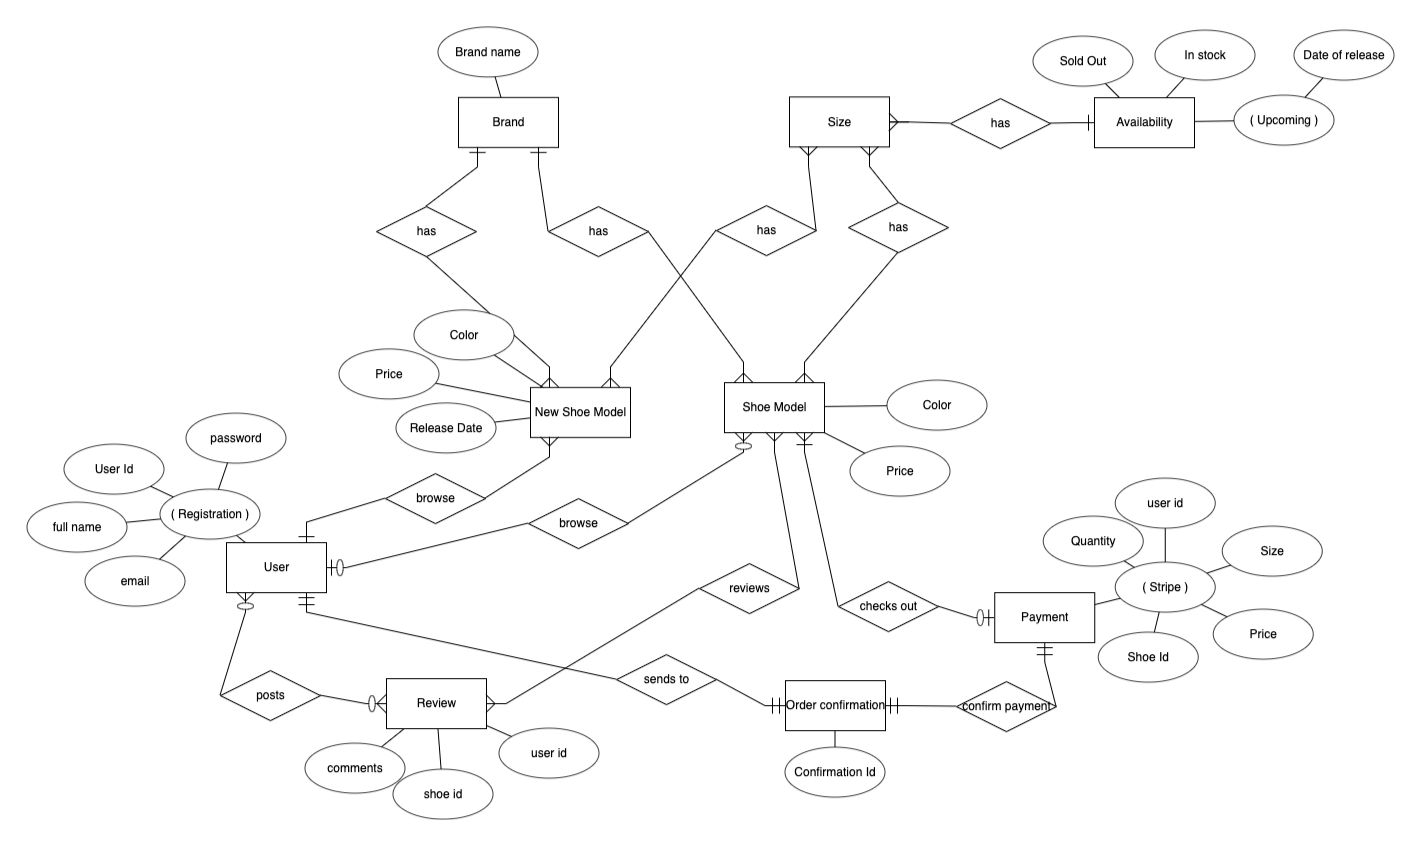 Brand name
Sold Out
In stock
Date of release
Brand
Size
has
Availability
( Upcoming )
has
has
has
has
Color
Price
New Shoe Model
Shoe Model
Color
Release Date
password
Price
User Id
( Registration )
browse
full name
browse
user id
Quantity
Size
User
email
reviews
( Stripe )
checks out
Payment
Price
Shoe Id
posts
sends to
Review
Order confirmation
confirm payment
user id
comments
shoe id
Confirmation Id